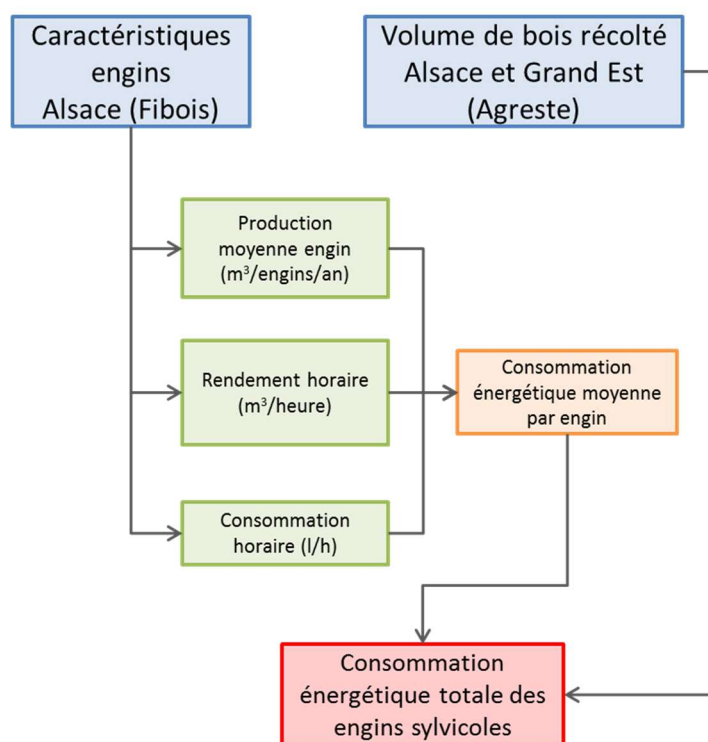 Caractéristiques
engins
Alsace (Fibois)
Volume de bois récolté
Alsace et Grand Est
(Agreste)
Production
moyenne engin
(m³/engins/an)
Rendement horaire
(m³/heure)
Consommation
horaire (l/h)
Consommation
énergétique moyenne
par engin
Consommation
énergétique totale des
engins sylvicoles